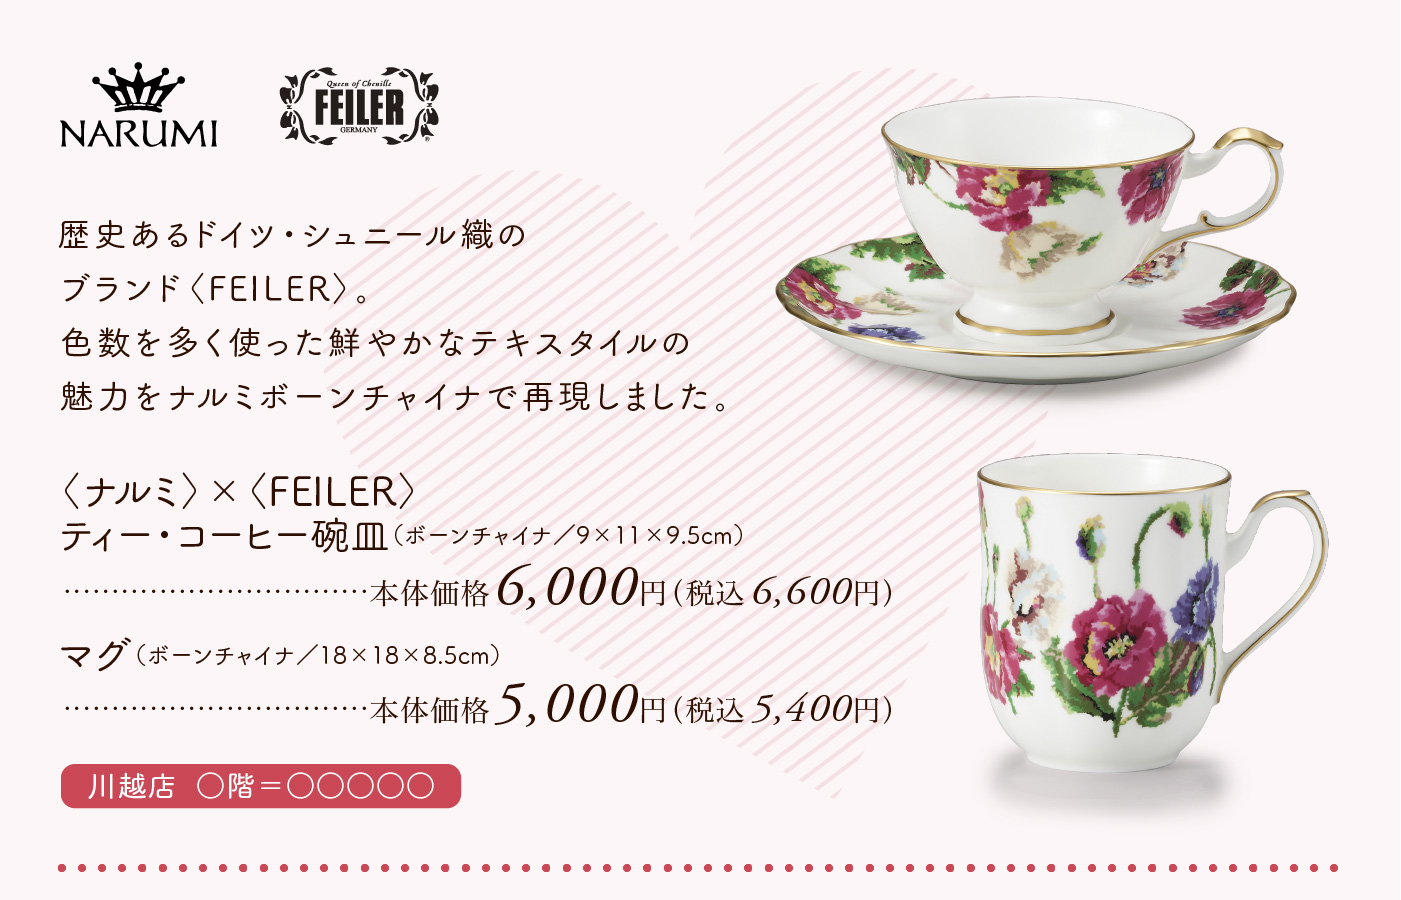 NARUMI
Queen of Chenille
FEILER
GERMANY
歴史あるドイツ・シュニール織の
ブランド〈FEILER〉。
色数を多く使った鮮やかなテキスタイルの
魅力をナルミボーンチャイナで再現しました。
〈ナルミ〉×〈FEILER〉
ティー・コーヒー碗皿（ボーンチャイナ／9×11×9.5cm）
……………………………本体価格6,000円（税込6,600円）
マグ（ボーンチャイナ／18×18×8.5cm）
……………………………本体価格5,000円（税込5,400円）
川越店 〇階＝〇〇〇〇〇